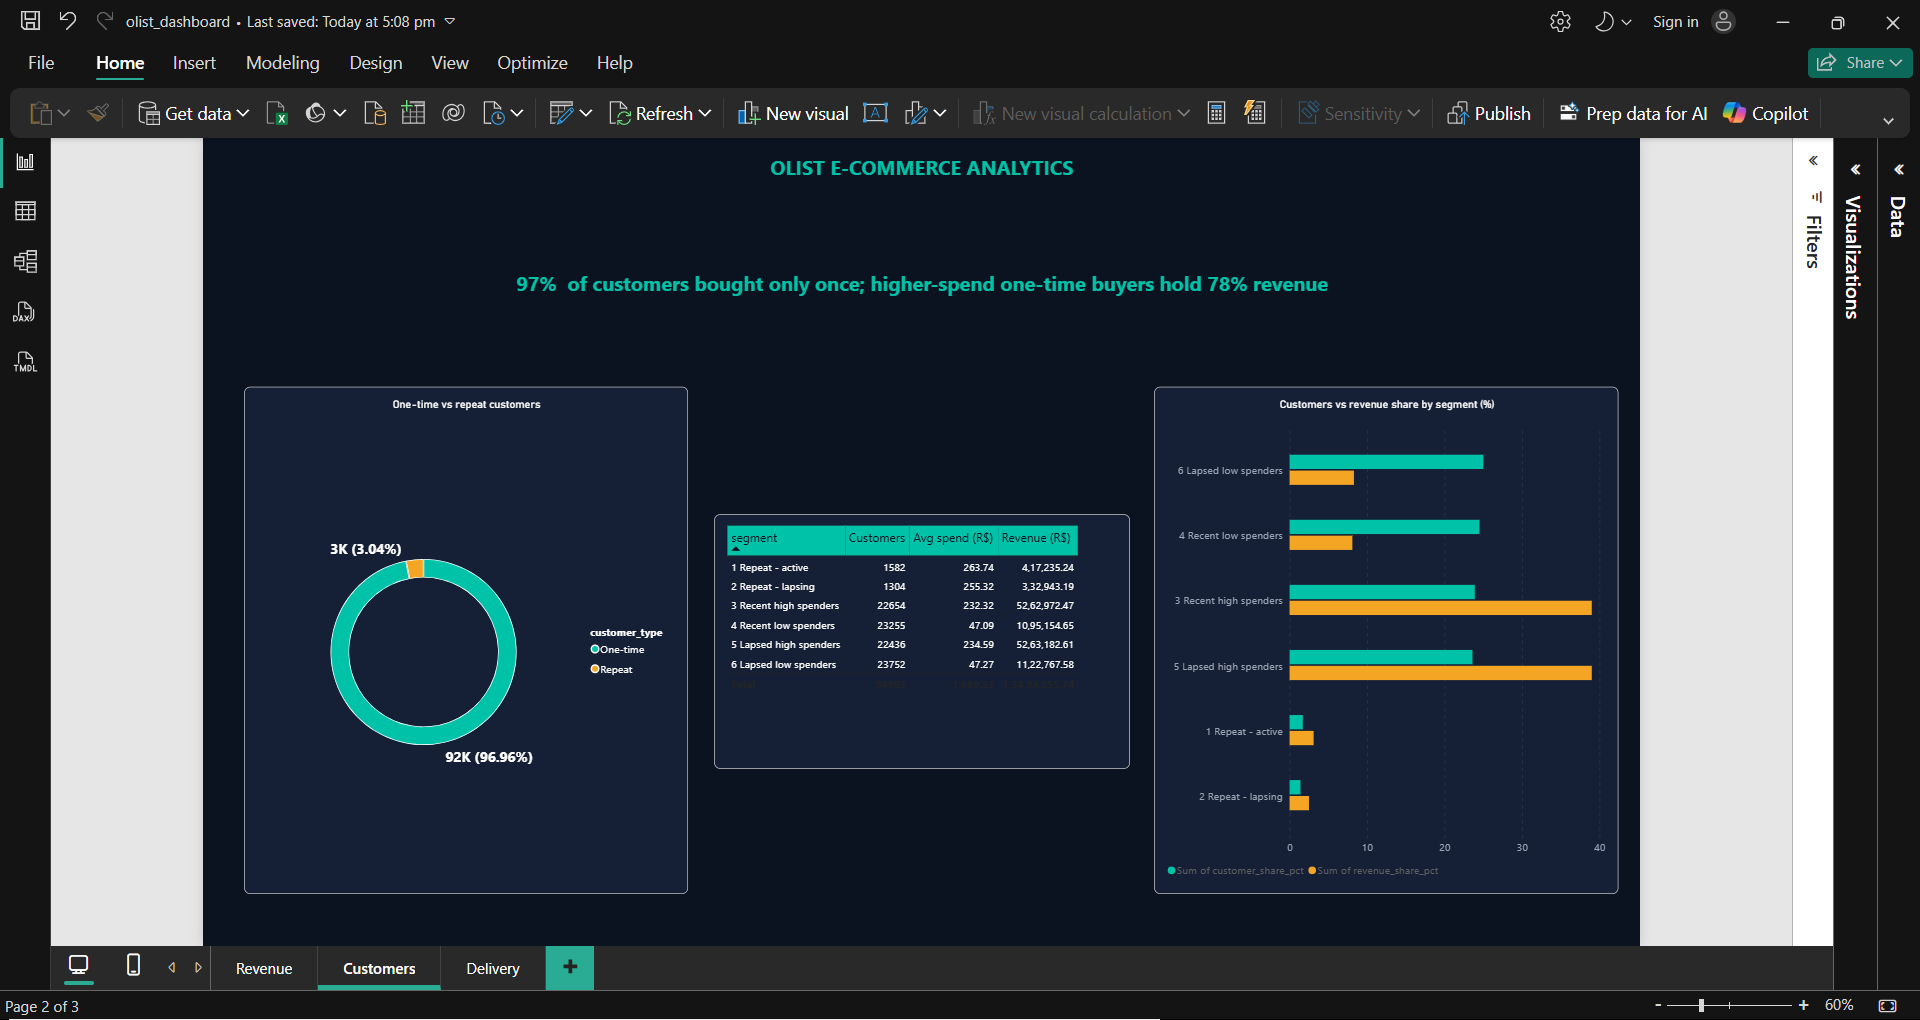 olist_dashboard • Last saved: Today at 5:08 pm
Sign in
File Home Insert Modeling Design View Optimize Help
Share
Get data
Refresh
New visual
New visual calculation
Sensitivity
Publish
Prep data for AI
Copilot
DAX
TMDL
OLIST E-COMMERCE ANALYTICS
97% of customers bought only once; higher-spend one-time buyers hold 78% revenue
One-time vs repeat customers
3K (3.04%)
92K (96.96%)
customer_type
One-time
Repeat
segment Customers Avg spend (R$) Revenue (R$)
1 Repeat - active 1582 263.74 4,17,235.24
2 Repeat - lapsing 1304 255.32 3,32,943.19
3 Recent high spenders 22654 232.32 52,62,972.47
4 Recent low spenders 23255 47.09 10,95,154.65
5 Lapsed high spenders 22436 234.59 52,63,182.61
6 Lapsed low spenders 23752 47.27 11,22,767.58
Total
Customers vs revenue share by segment (%)
6 Lapsed low spenders
4 Recent low spenders
3 Recent high spenders
5 Lapsed high spenders
1 Repeat - active
2 Repeat - lapsing
0 10 20 30 40
Sum of customer_share_pct Sum of revenue_share_pct
Filters
Visualizations
Data
Revenue Customers Delivery
Page 2 of 3
- + 60%